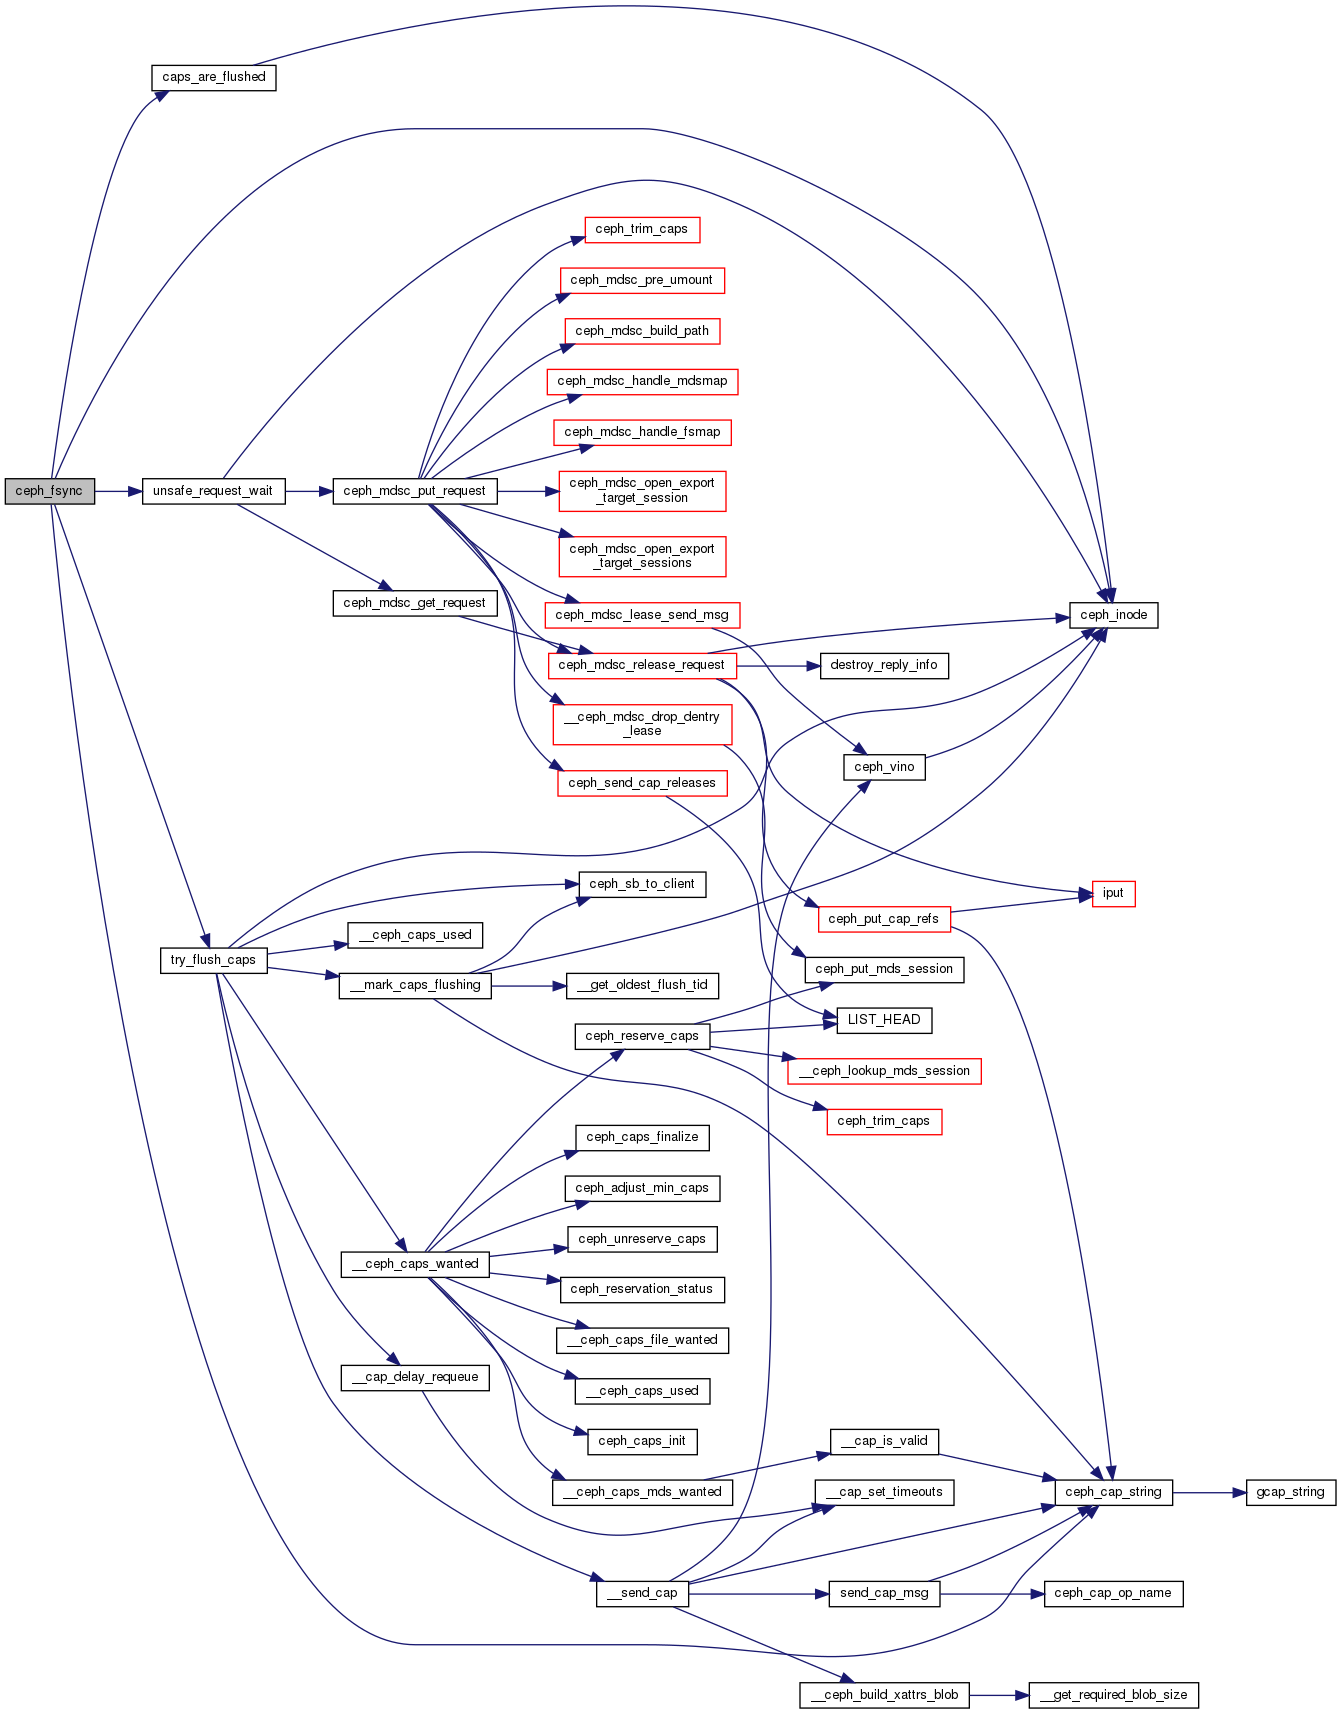 caps_are_flushed
ceph_trim_caps
ceph_mdsc_pre_umount
ceph_mdsc_build_path
ceph_mdsc_handle_mdsmap
ceph_mdsc_handle_fsmap
ceph_fsync
unsafe_request_wait
ceph_mdsc_put_request
ceph_mdsc_open_export
_target_session
ceph_mdsc_open_export
_target_sessions
ceph_mdsc_get_request
ceph_mdsc_lease_send_msg
ceph_inode
ceph_mdsc_release_request
destroy_reply_info
__ceph_mdsc_drop_dentry
_lease
ceph_vino
ceph_send_cap_releases
ceph_sb_to_client
iput
ceph_put_cap_refs
__ceph_caps_used
try_flush_caps
ceph_put_mds_session
__mark_caps_flushing
__get_oldest_flush_tid
LIST_HEAD
ceph_reserve_caps
__ceph_lookup_mds_session
ceph_trim_caps
ceph_caps_finalize
ceph_adjust_min_caps
ceph_unreserve_caps
__ceph_caps_wanted
ceph_reservation_status
__ceph_caps_file_wanted
__cap_delay_requeue
__ceph_caps_used
ceph_caps_init
__cap_is_valid
__ceph_caps_mds_wanted
__cap_set_timeouts
ceph_cap_string
gcap_string
__send_cap
send_cap_msg
ceph_cap_op_name
__ceph_build_xattrs_blob
__get_required_blob_size